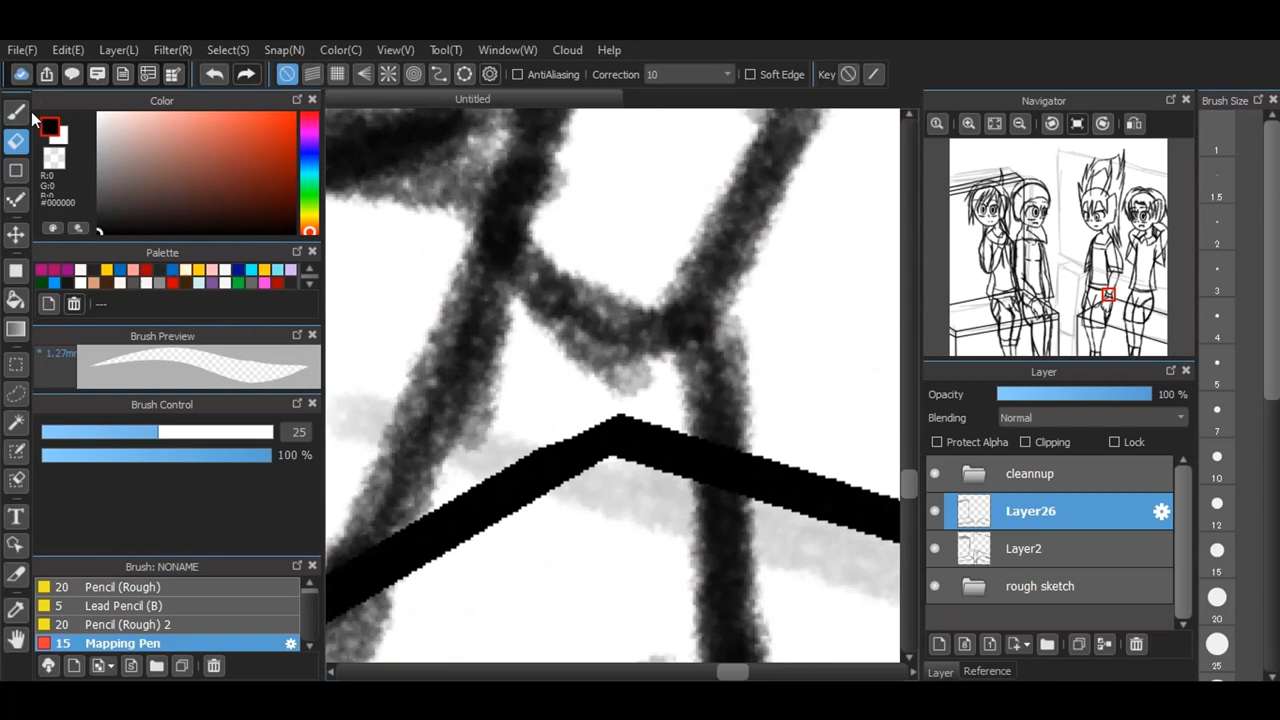 File(F) Edit(E) Layer(L) Filter(R) Select(S) Snap(N) Color(C) View(V) Tool(T) Window(W) Cloud Help
AntiAliasing Correction 10 Soft Edge Key
Color
Untitled
Navigator
Brush Size
R:0
G:0
#000000
Palette
---
Brush Preview
* 1.27mm
Brush Control
25
100 %
Brush: NONAME
20 Pencil (Rough)
5 Lead Pencil (B)
20 Pencil (Rough) 2
15 Mapping Pen
Layer
Opacity 100 %
Blending Normal
Protect Alpha Clipping Lock
cleannup
Layer26
Layer2
rough sketch
Layer Reference
1
1.5
2
3
4
5
7
10
12
15
20
25